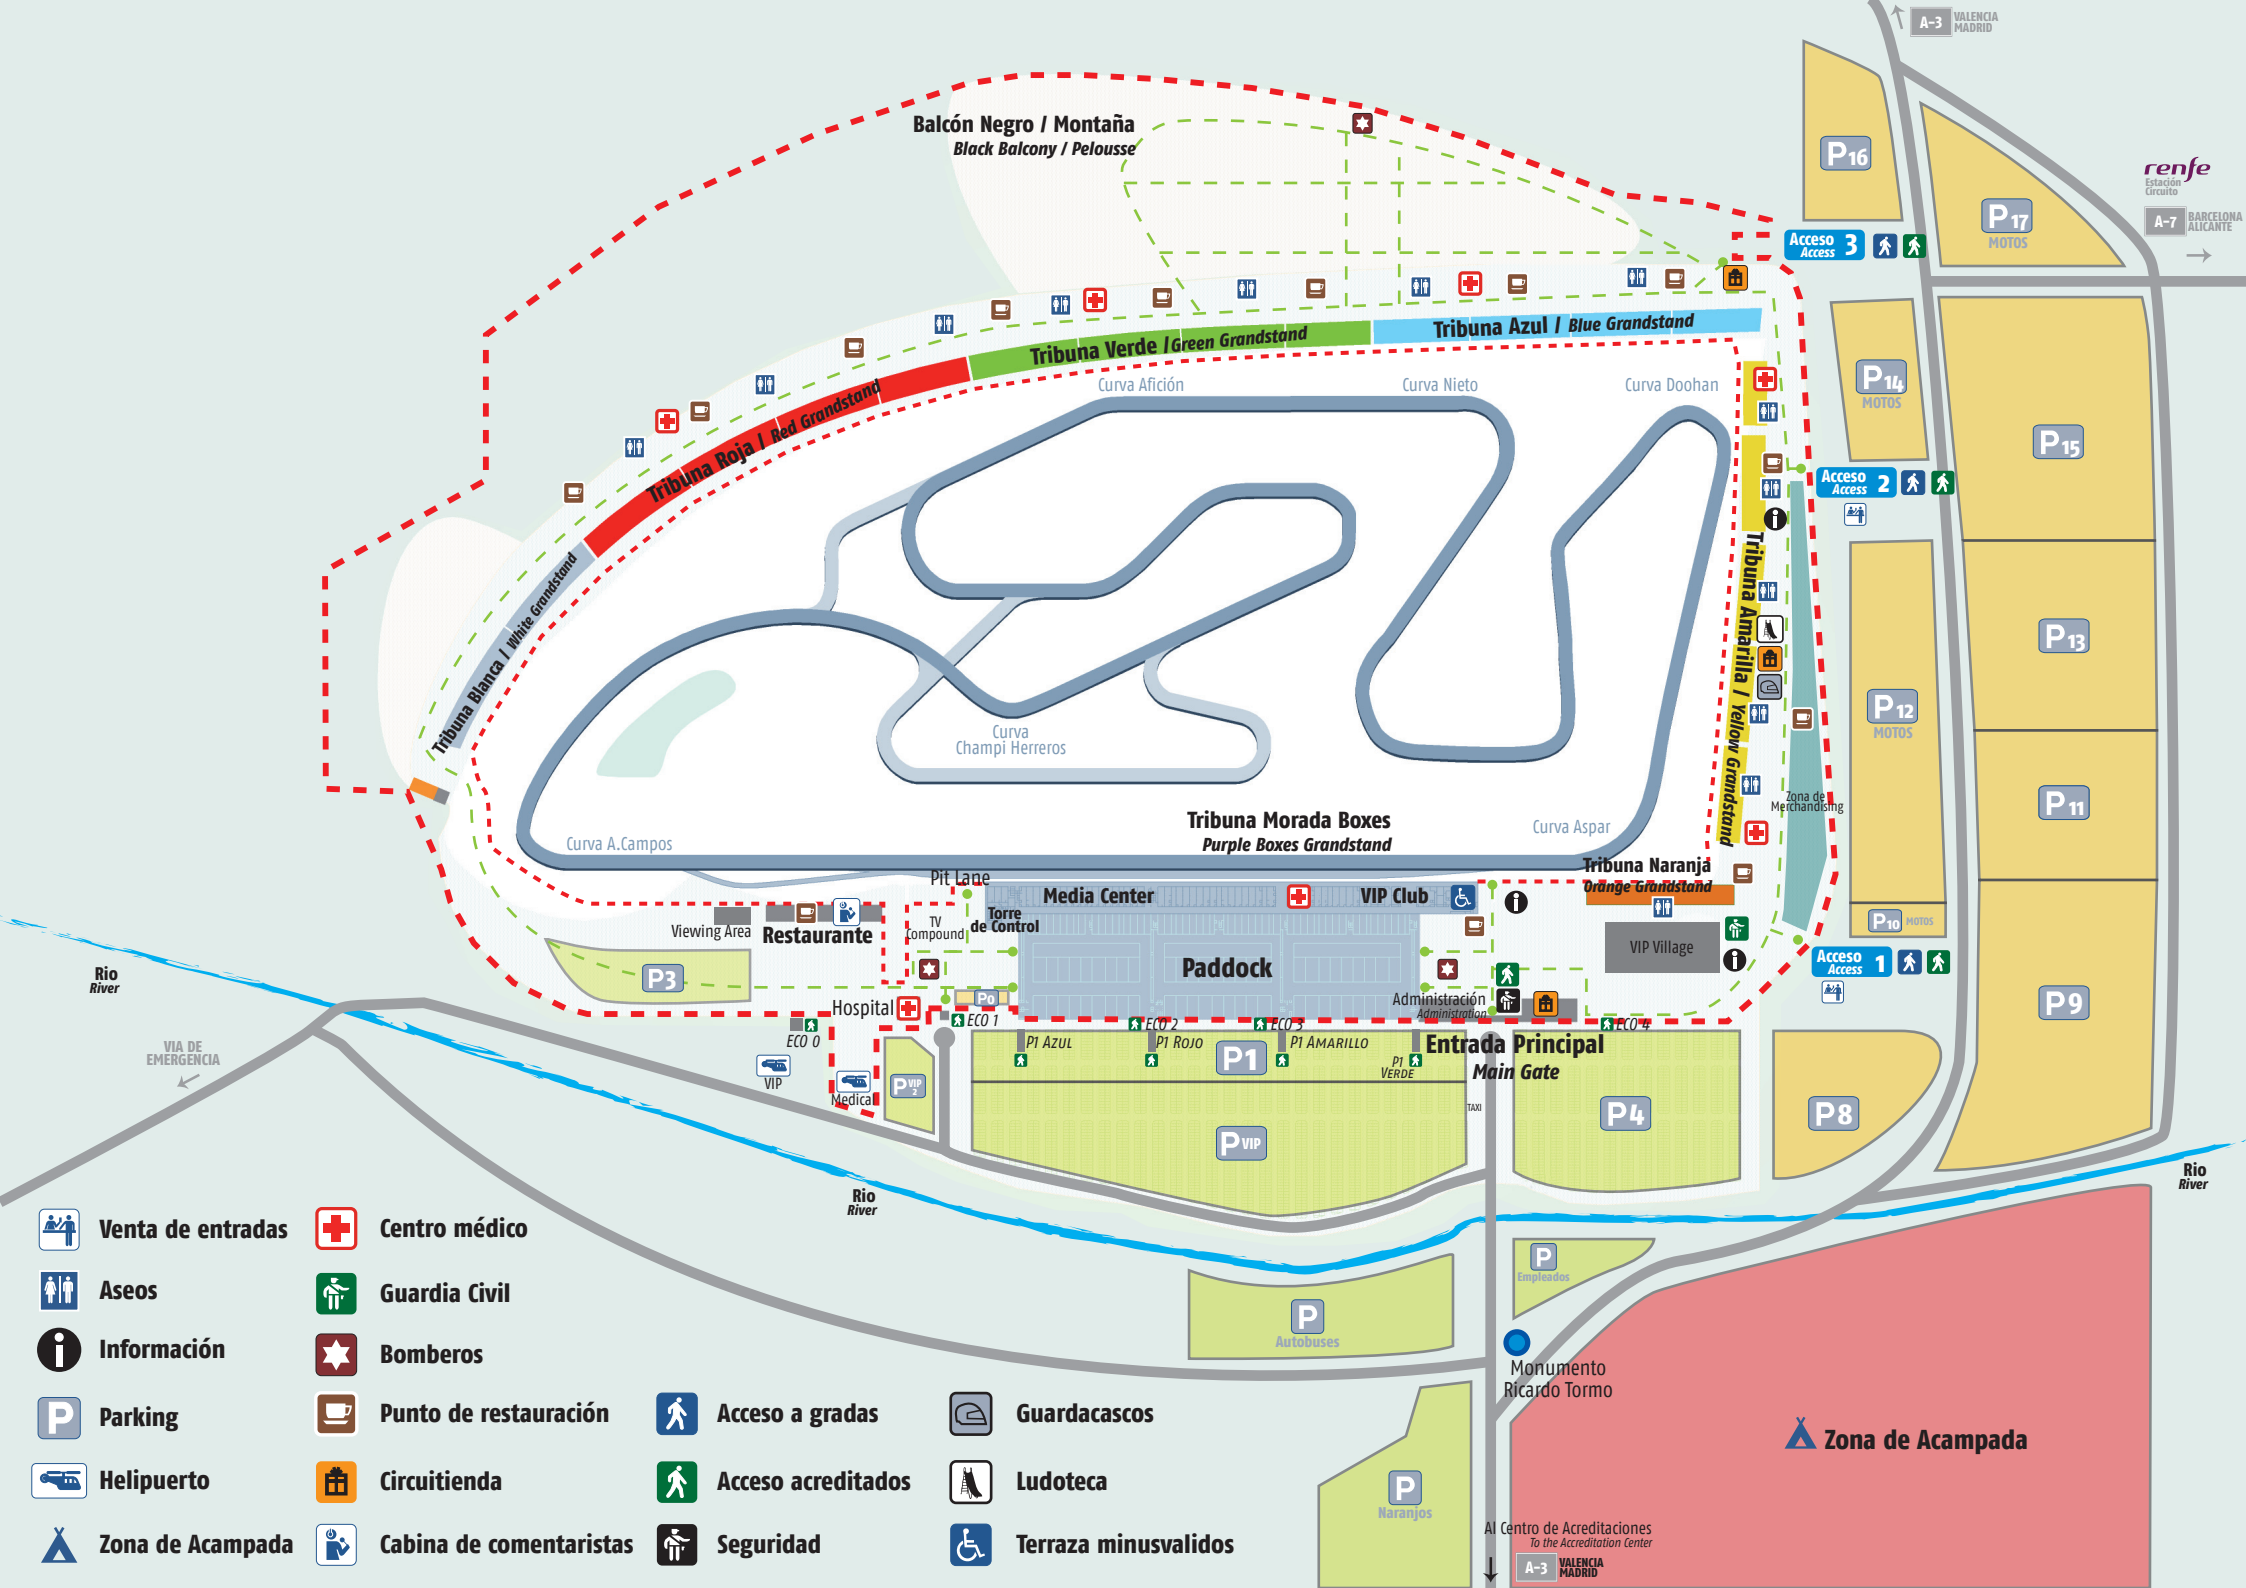 A-3
VALENCIA
MADRID
Balcón Negro / Montaña
Black Balcony / Pelousse
P16
renfe
Estación
Circuito
P17
MOTOS
A-7
BARCELONA
ALICANTE
Acceso
Access
3
Tribuna Azul / Blue Grandstand
Tribuna Verde / Green Grandstand
Tribuna Roja / Red Grandstand
Tribuna Blanca / White Grandstand
Curva Afición
Curva Nieto
Curva Doohan
P14
MOTOS
P15
Acceso
Access
2
Tribuna Amarilla / Yellow Grandstand
P13
P12
MOTOS
Curva
Champi Herreros
Zona de
Merchandising
P11
Tribuna Morada Boxes
Purple Boxes Grandstand
Curva Aspar
Curva A.Campos
Tribuna Naranja
Orange Grandstand
Pit Lane
Media Center
VIP Club
Torre
de Control
TV
Compound
Viewing Area
Restaurante
P10 MOTOS
VIP Village
Acceso
Access
1
Paddock
P3
P0
Rio
River
Hospital
Administración
Administration
P9
ECO 0
ECO 1
ECO 2
ECO 3
ECO 4
P1 AZUL
P1 ROJO
P1 AMARILLO
P1
VERDE
P1
Entrada Principal
Main Gate
VIA DE
EMERGENCIA
VIP
Medical
P VIP
2
TAXI
P4
P8
P VIP
Rio
River
Rio
River
P
Empleados
P
Autobuses
Monumento
Ricardo Tormo
Zona de Acampada
P
Naranjos
Al Centro de Acreditaciones
To the Accreditation Center
A-3
VALENCIA
MADRID
Venta de entradas
Centro médico
Aseos
Guardia Civil
Información
Bomberos
P
Parking
Punto de restauración
Acceso a gradas
Guardacascos
Helipuerto
Circuitienda
Acceso acreditados
Ludoteca
Zona de Acampada
Cabina de comentaristas
Seguridad
Terraza minusvalidos